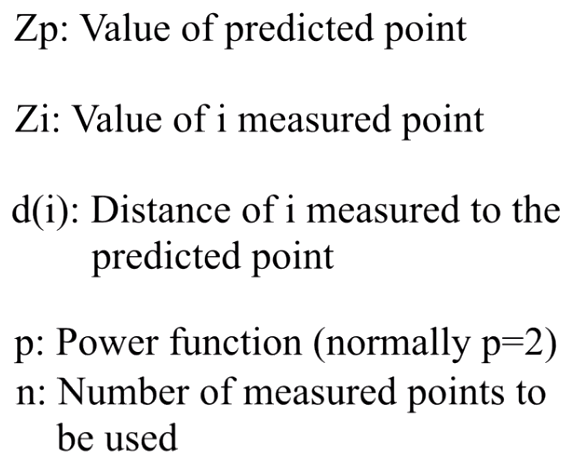 Zp: Value of predicted point
Zi: Value of i measured point
d(i): Distance of i measured to the
predicted point
p: Power function (normally p=2)
n: Number of measured points to
be used